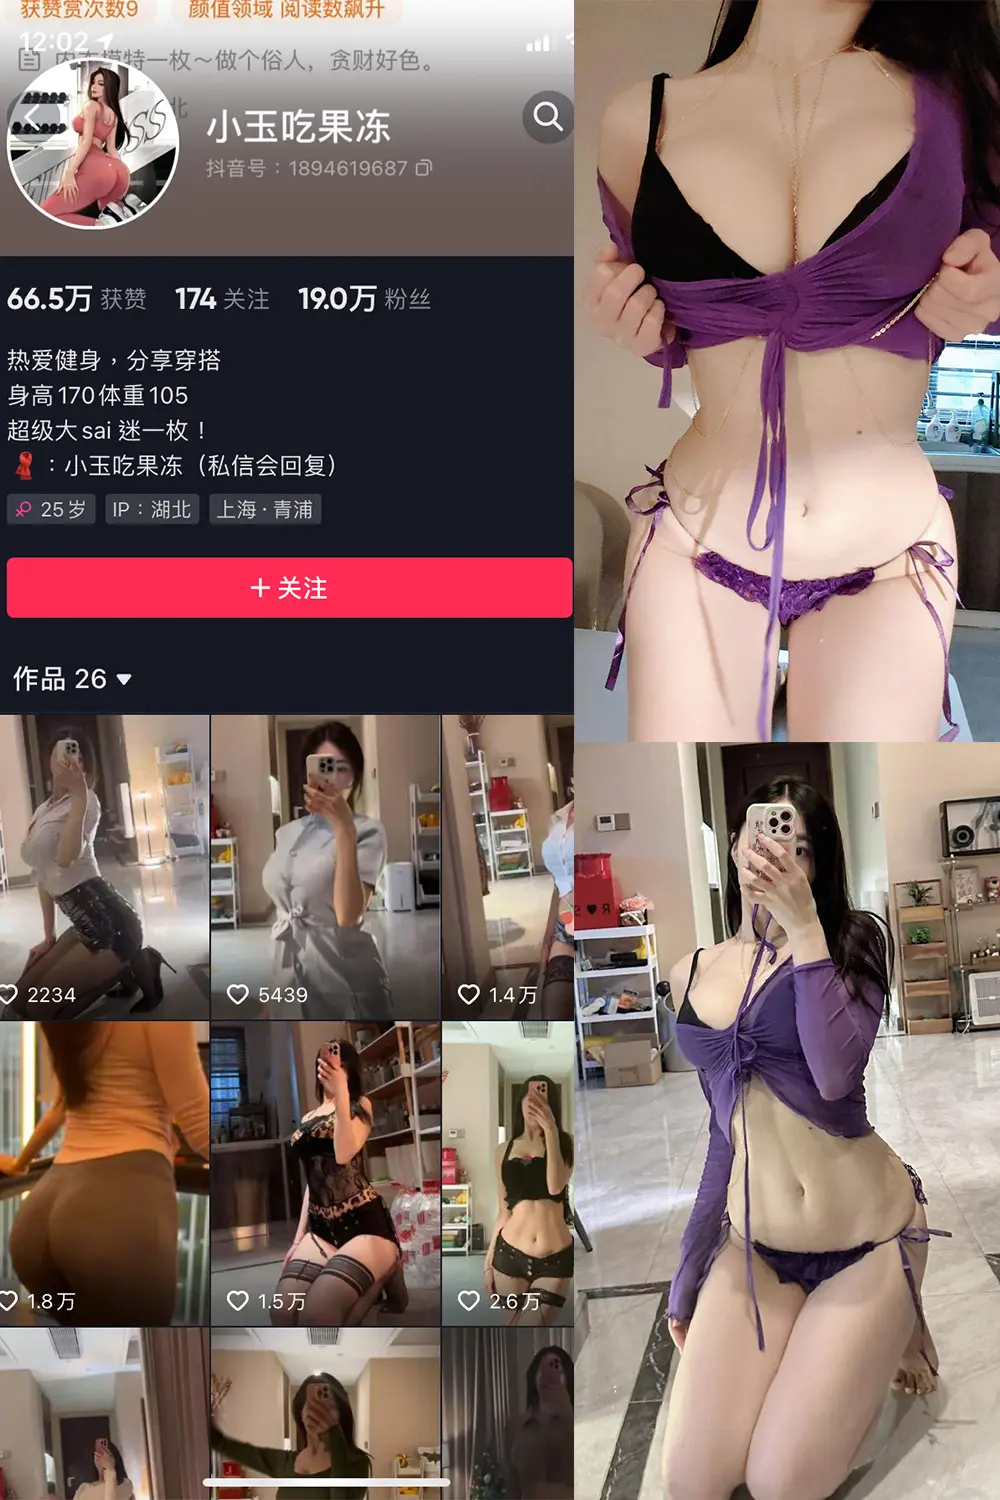 获赞赏次数9
颜值领域 阅读数飙升
12:02
内衣模特一枚～做个俗人，贪财好色。
北
小玉吃果冻
抖音号：1894619687
66.5万 获赞 174 关注 19.0万 粉丝
热爱健身，分享穿搭
身高170体重105
超级大sai 迷一枚！
：小玉吃果冻（私信会回复）
25岁 IP：湖北 上海·青浦
+ 关注
作品 26
2234
5439
1.4万
1.8万
1.5万
2.6万